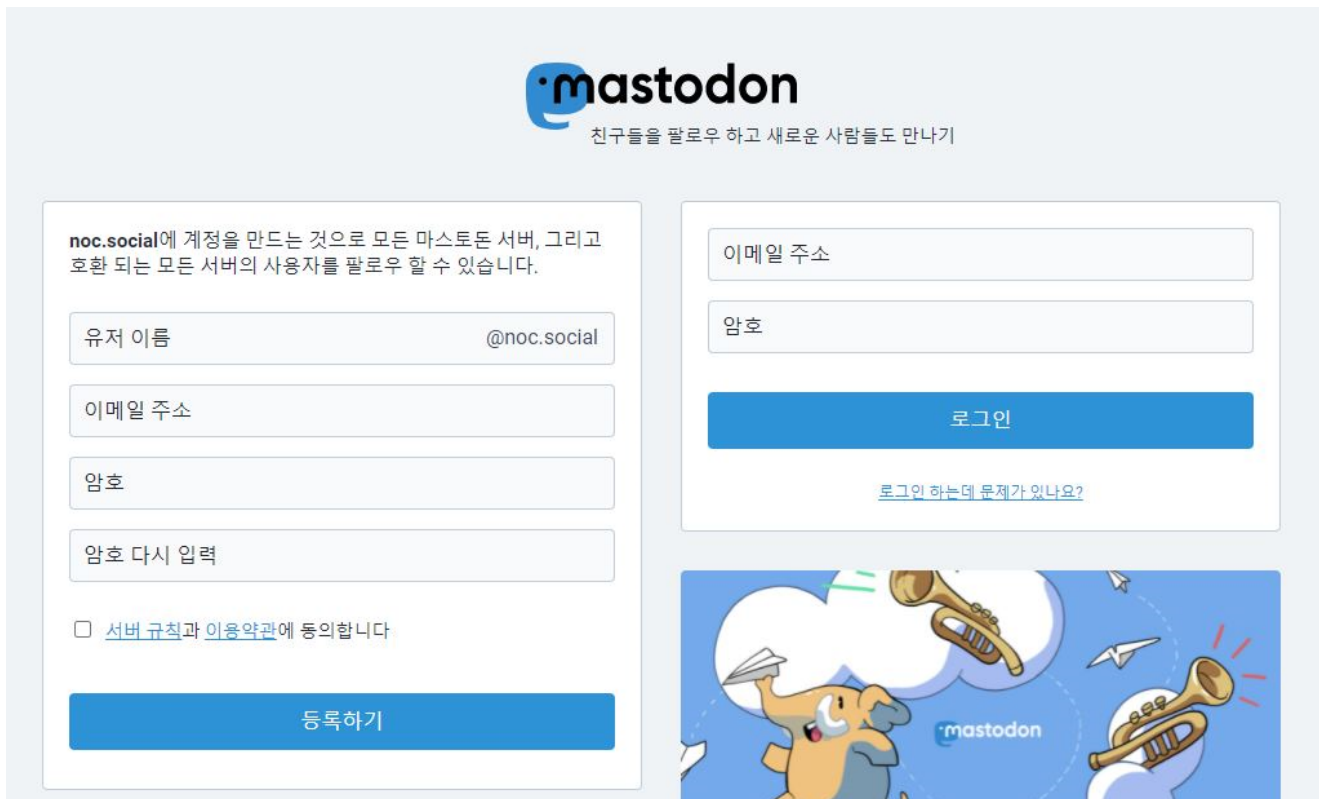 mastodon
친구들을 팔로우 하고 새로운 사람들도 만나기
noc.social에 계정을 만드는 것으로 모든 마스토돈 서버, 그리고
호환 되는 모든 서버의 사용자를 팔로우 할 수 있습니다.
유저 이름 @noc.social
이메일 주소
암호
암호 다시 입력
서버 규칙과 이용약관에 동의합니다
등록하기
이메일 주소
암호
로그인
로그인 하는데 문제가 있나요?
mastodon